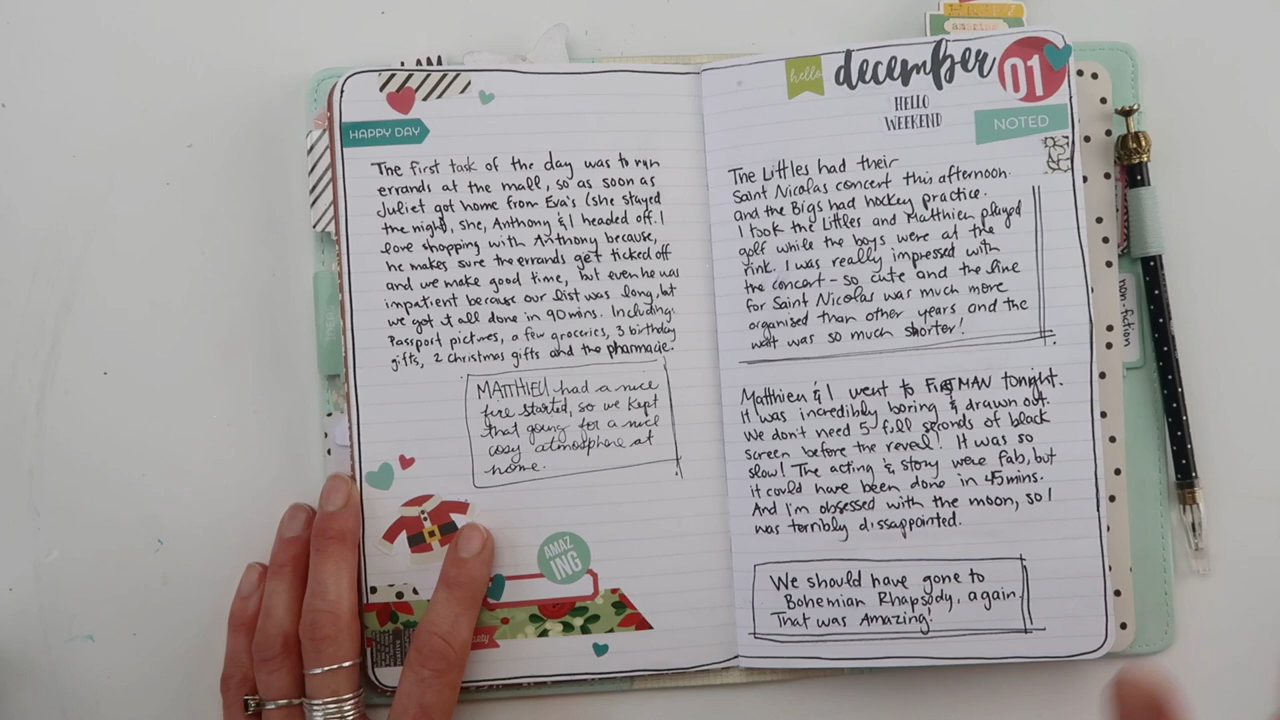 I AM
HAPPY DAY
The first task of the day was to run
errands at the mall, so as soon as
Juliet got home from Eva's (she stayed
the night), she, Anthony & I headed off. I
love shopping with Anthony because,
he makes sure the errands get ticked off
and we make good time, but even he was
impatient because our list was long, but
we got it all done in 90mins. Including:
Passport pictures, a few groceries, 3 birthday
gifts, 2 Christmas gifts and the pharmacie.
MATTHIEU had a nice
fire started, so we kept
that going for a nice
cosy atmosphere at
home.
AMAZ
ING
hello
december
01
HELLO
WEEKEND
NOTED
The Littles had their
Saint Nicolas concert this afternoon.
and the Bigs had hockey practice.
I took the Littles and Matthieu played
golf while the boys were at the
rink. I was really impressed with
the concert - so cute and the line
for Saint Nicolas was much more
organised than other years and the
wait was so much shorter!
Matthieu & I went to FIRSTMAN tonight.
It was incredibly boring & drawn out.
We don't need 5 full seconds of black
screen before the reveal! It was so
slow! The acting & story were fab, but
it could have been done in 45mins.
And I'm obsessed with the moon, so I
was terribly dissappointed.
We should have gone to
Bohemian Rhapsody, again.
That was Amazing!
non-fiction